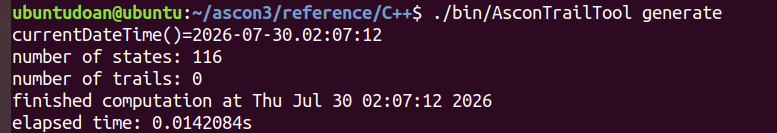 ubuntudoan@ubuntu:~/ascon3/reference/C++$ ./bin/AsconTrailTool generate
currentDateTime()=2026-07-30.02:07:12
number of states: 116
number of trails: 0
finished computation at Thu Jul 30 02:07:12 2026
elapsed time: 0.0142084s